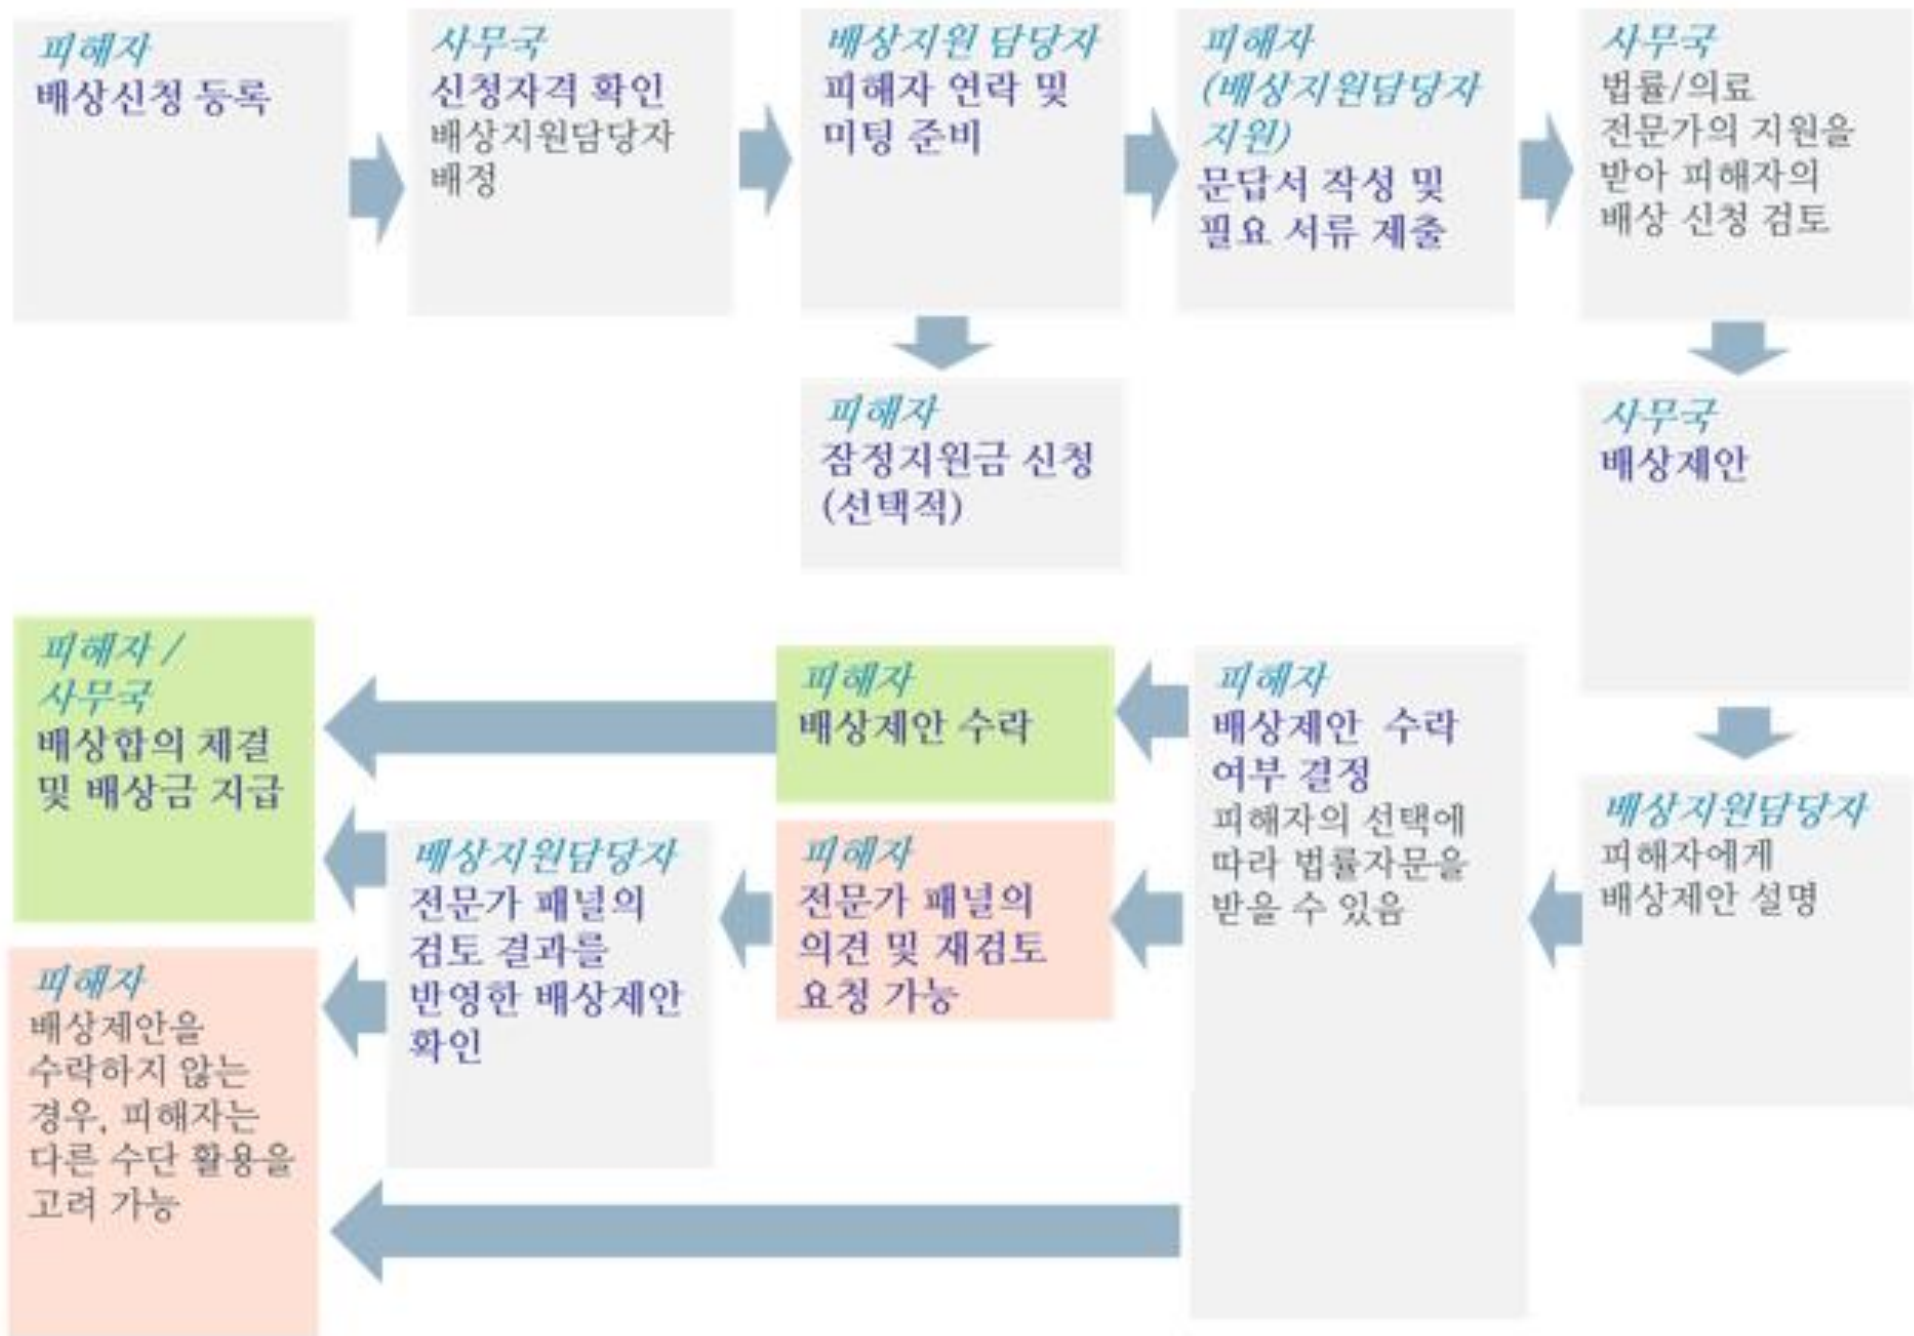 피해자
배상신청 등록
사무국
신청자격 확인
배상지원담당자
배정
배상지원 담당자
피해자 연락 및
미팅 준비
피해자
(배상지원담당자
지원)
문답서 작성 및
필요 서류 제출
사무국
법률/의료
전문가의 지원을
받아 피해자의
배상 신청 검토
피해자
잠정지원금 신청
(선택적)
사무국
배상제안
배상지원담당자
피해자에게
배상제안 설명
피해자
배상제안 수락
여부 결정
피해자의 선택에
따라 법률자문을
받을 수 있음
피해자
배상제안 수락
피해자
전문가 패널의
의견 및 재검토
요청 가능
배상지원담당자
전문가 패널의
검토 결과를
반영한 배상제안
확인
피해자 /
사무국
배상합의 체결
및 배상금 지급
피해자
배상제안을
수락하지 않는
경우, 피해자는
다른 수단 활용을
고려 가능